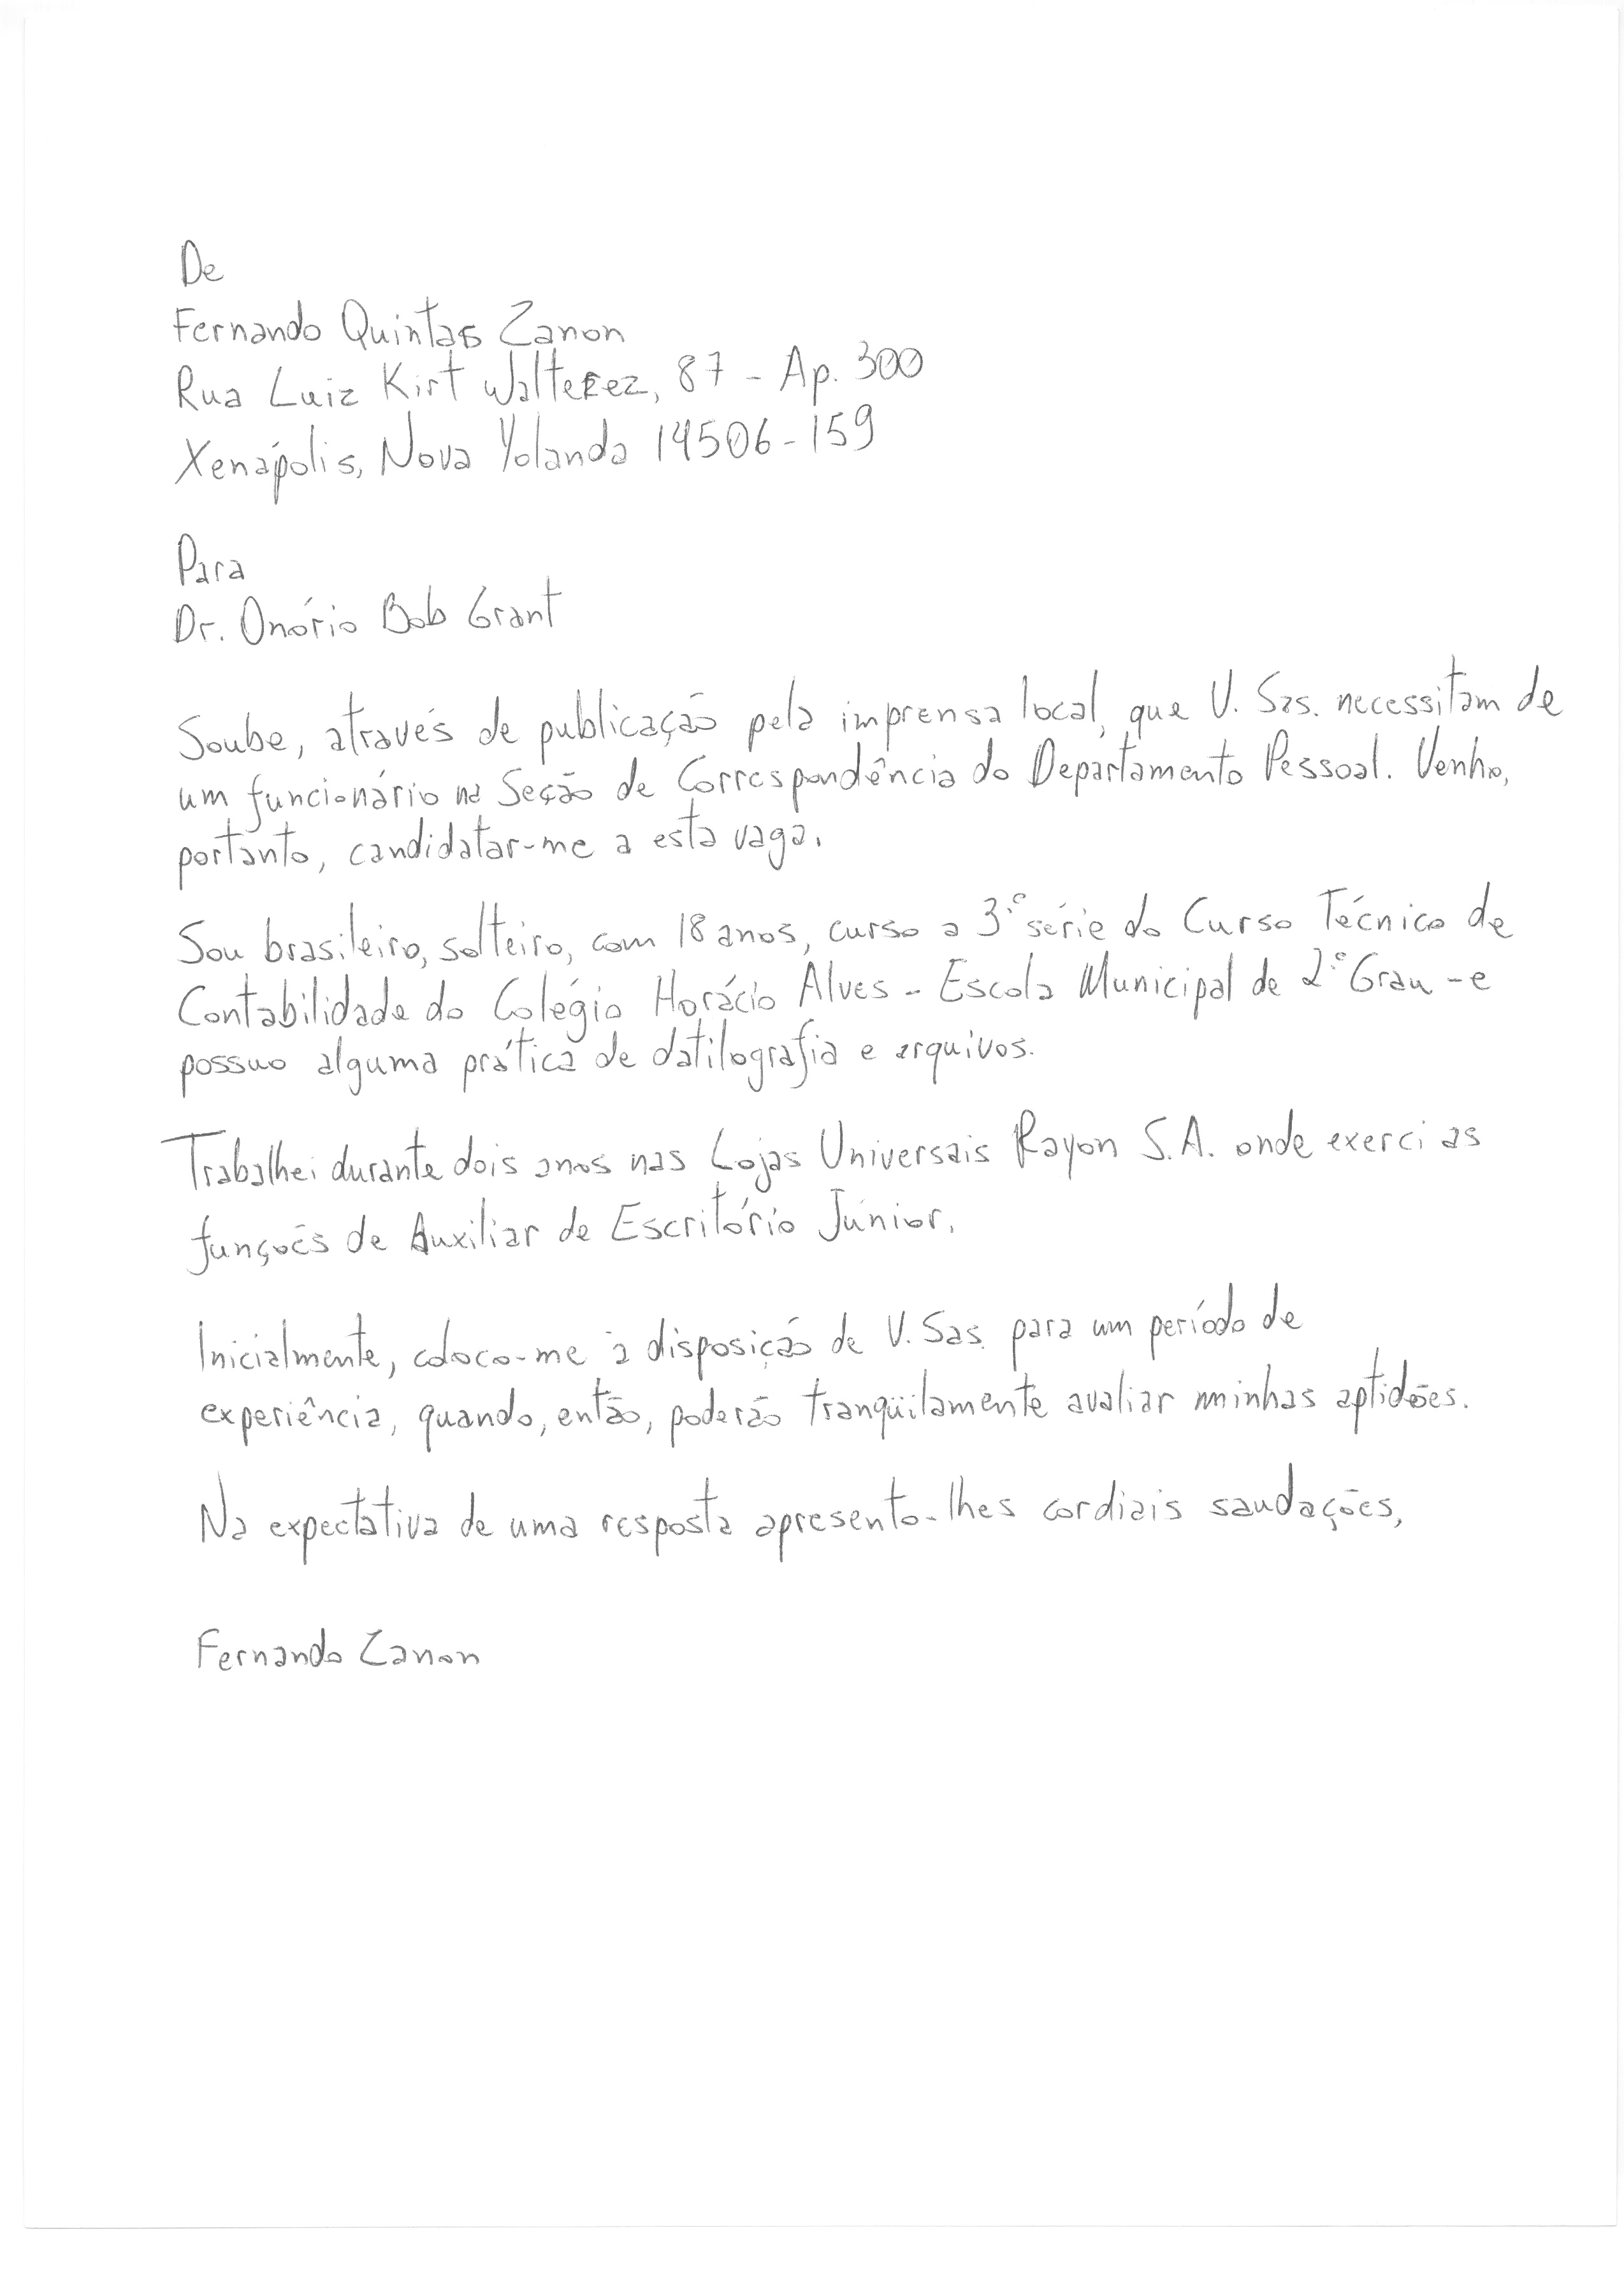 De
Fernando Quintas Zanon
Rua Luiz Kirt Walterez, 87 - Ap. 300
Xenápolis, Nova Yolanda 14506-159
Para
Dr. Onório Bob Grant
Soube, através de publicação pela imprensa local, que V. Sas. necessitam de
um funcionário na Seção de Correspondência do Departamento Pessoal. Venho,
portanto, candidatar-me a esta vaga.
Sou brasileiro, solteiro, com 18 anos, curso a 3.ª série do Curso Técnico de
Contabilidade do Colégio Horácio Alves - Escola Municipal de 2.º Grau - e
possuo alguma prática de datilografia e arquivos.
Trabalhei durante dois anos nas Lojas Universais Rayon S.A. onde exerci as
funções de Auxiliar de Escritório Júnior.
Inicialmente, coloco-me à disposição de V. Sas. para um período de
experiência, quando, então, poderão tranqüilamente avaliar minhas aptidões.
Na expectativa de uma resposta apresento-lhes cordiais saudações,
Fernando Zanon